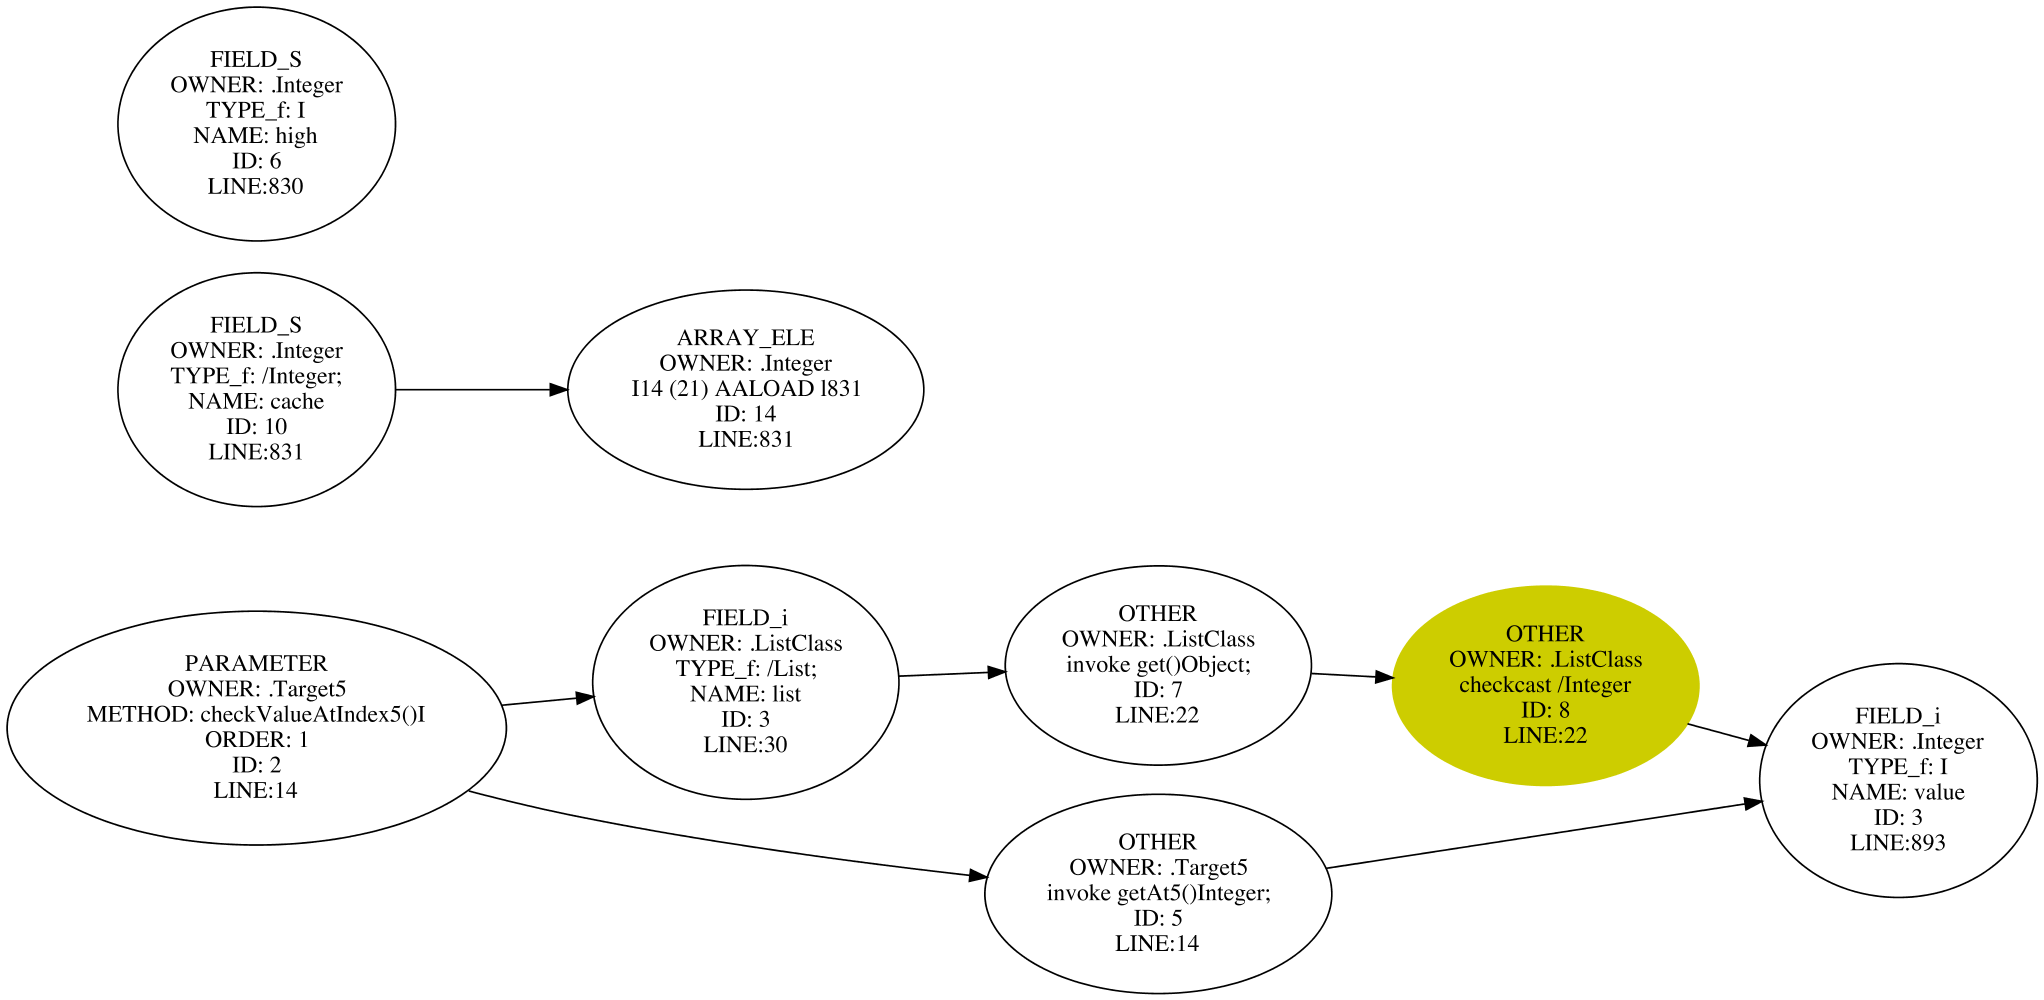 FIELD_S
OWNER: .Integer
TYPE_f: I
NAME: high
ID: 6
LINE:830
FIELD_S
OWNER: .Integer
TYPE_f: /Integer;
NAME: cache
ID: 10
LINE:831
ARRAY_ELE
OWNER: .Integer
I14 (21) AALOAD l831
ID: 14
LINE:831
PARAMETER
OWNER: .Target5
METHOD: checkValueAtIndex5()I
ORDER: 1
ID: 2
LINE:14
FIELD_i
OWNER: .ListClass
TYPE_f: /List;
NAME: list
ID: 3
LINE:30
OTHER
OWNER: .ListClass
invoke get()Object;
ID: 7
LINE:22
OTHER
OWNER: .ListClass
checkcast /Integer
ID: 8
LINE:22
FIELD_i
OWNER: .Integer
TYPE_f: I
NAME: value
ID: 3
LINE:893
OTHER
OWNER: .Target5
invoke getAt5()Integer;
ID: 5
LINE:14